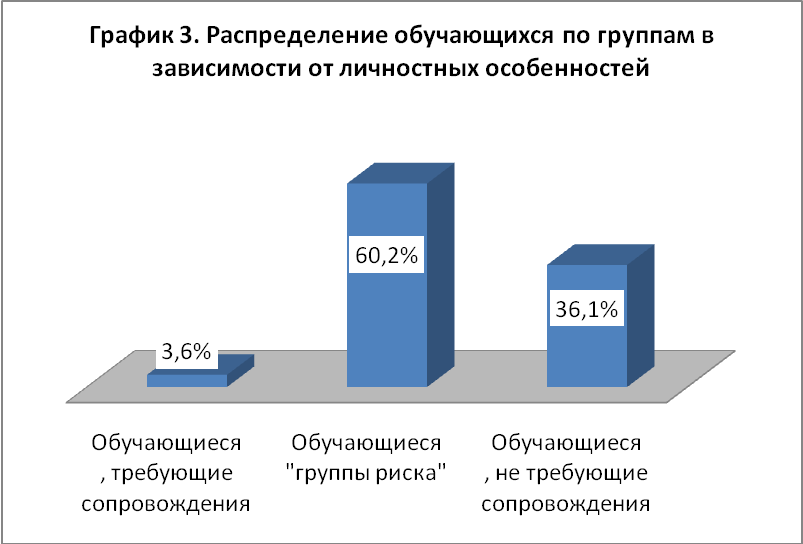 График 3. Распределение обучающихся по группам в
зависимости от личностных особенностей
60,2%
36,1%
3,6%
Обучающиеся
, требующие
сопровождения
Обучающиеся
"группы риска"
Обучающиеся
, не требующие
сопровождения